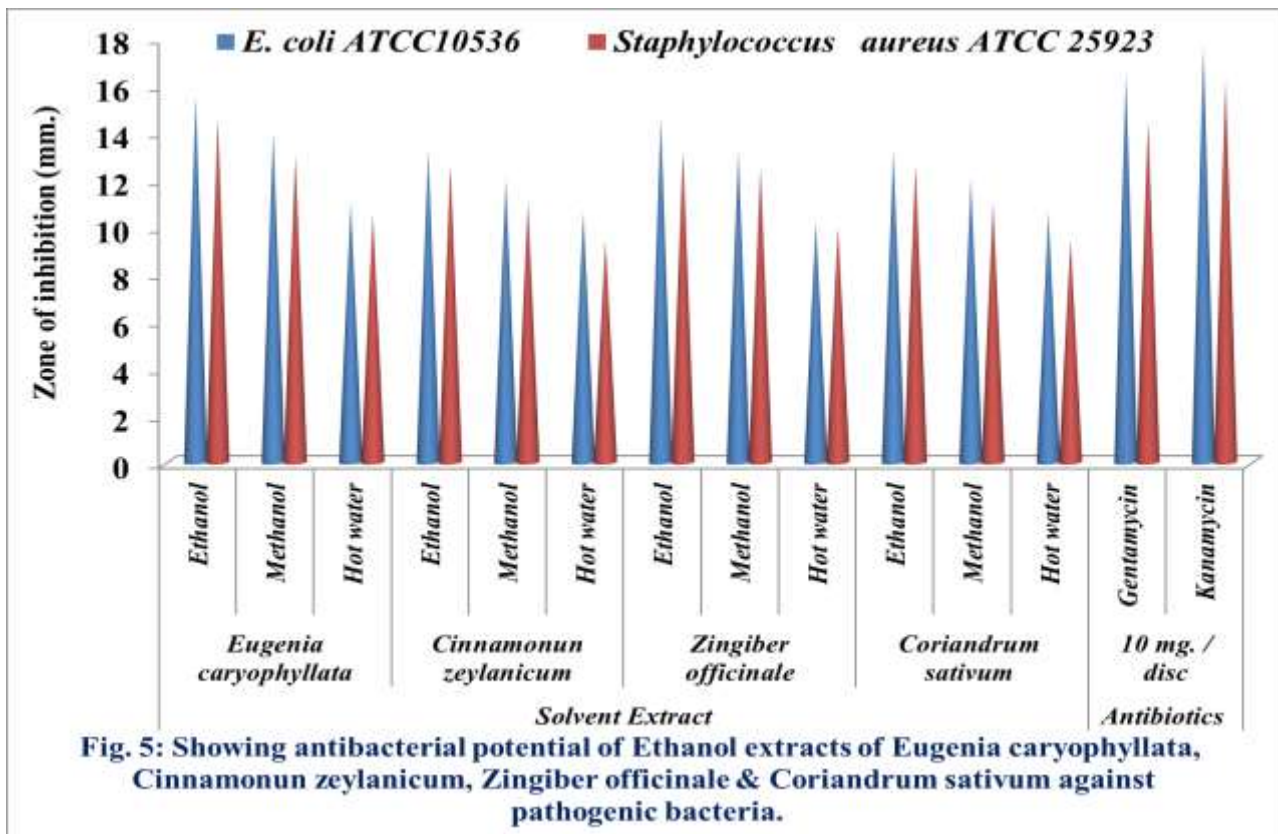 E. coli ATCC10536 Staphylococcus aureus ATCC 25923
Zone of inhibition (mm.)
18
16
14
12
10
8
6
4
2
0
Ethanol
Methanol
Hot water
Ethanol
Methanol
Hot water
Ethanol
Methanol
Hot water
Ethanol
Methanol
Hot water
Gentamycin
Kanamycin
Eugenia
caryophyllata
Cinnamonun
zeylanicum
Zingiber
officinale
Coriandrum
sativum
10 mg. /
disc
Solvent Extract
Antibiotics
Fig. 5: Showing antibacterial potential of Ethanol extracts of Eugenia caryophyllata,
Cinnamonun zeylanicum, Zingiber officinale & Coriandrum sativum against
pathogenic bacteria.